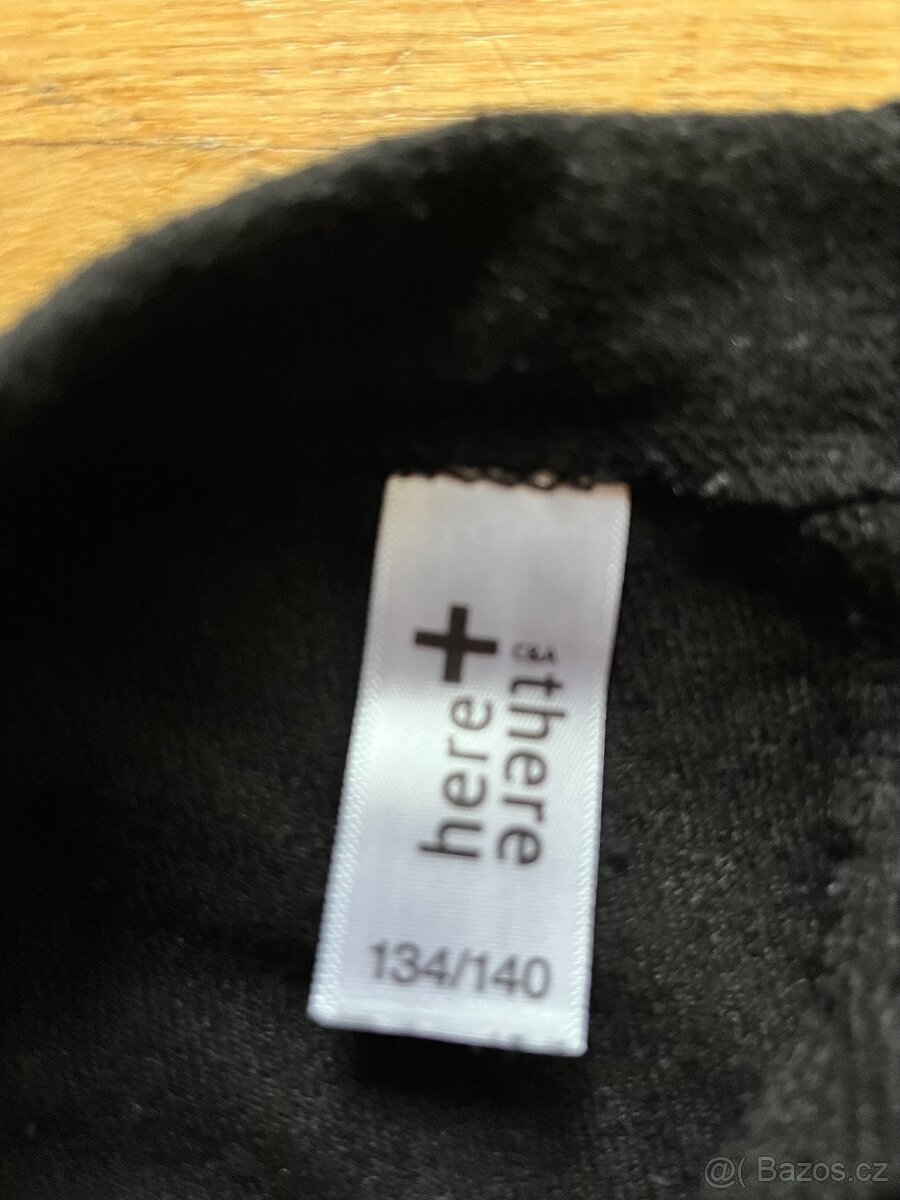 here+
C&A
there
134/140
@( Bazos.cz